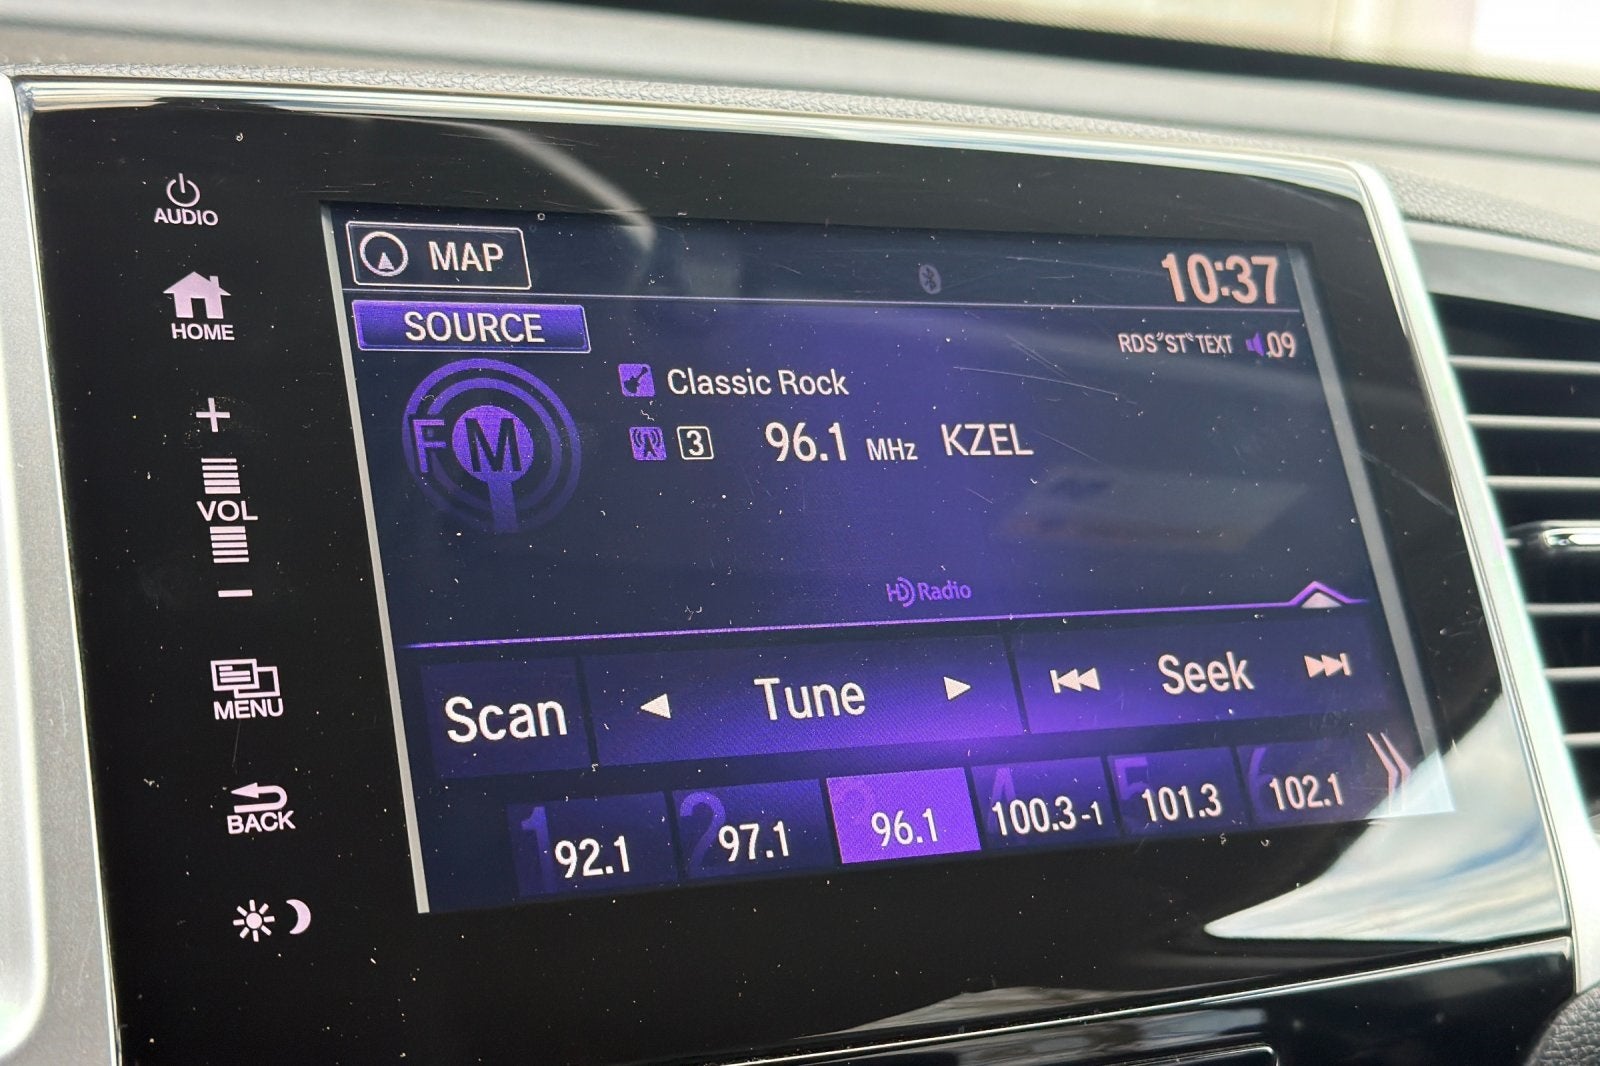 AUDIO
HOME
+
VOL
−
MENU
BACK
MAP
10:37
SOURCE
RDS "ST" TEXT 09
FM
Classic Rock
3 96.1 MHz KZEL
HD Radio
Scan Tune Seek
1 92.1 2 97.1 3 96.1 4 100.3-1 5 101.3 6 102.1